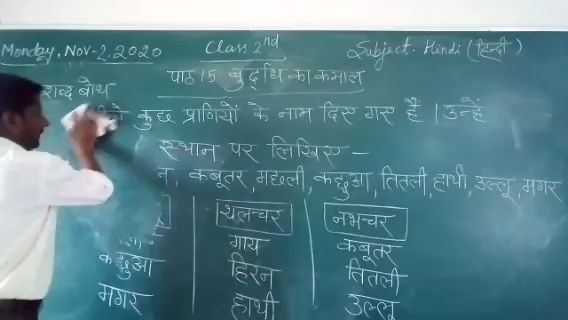 Monday, Nov-2, 2020 Class 2nd Subject- Hindi (हिन्दी)
पाठ 15 बुद्धि का कमाल
शब्द बोध
कुछ प्राणियों के नाम दिए गए हैं । उन्हें
स्थान पर लिखिए -
न, कबूतर, मछली, कछुआ, तितली, हाथी, उल्लू, मगर
थलचर नभचर
गाय कबूतर
कछुआ हिरन तितली
मगर हाथी उल्लू